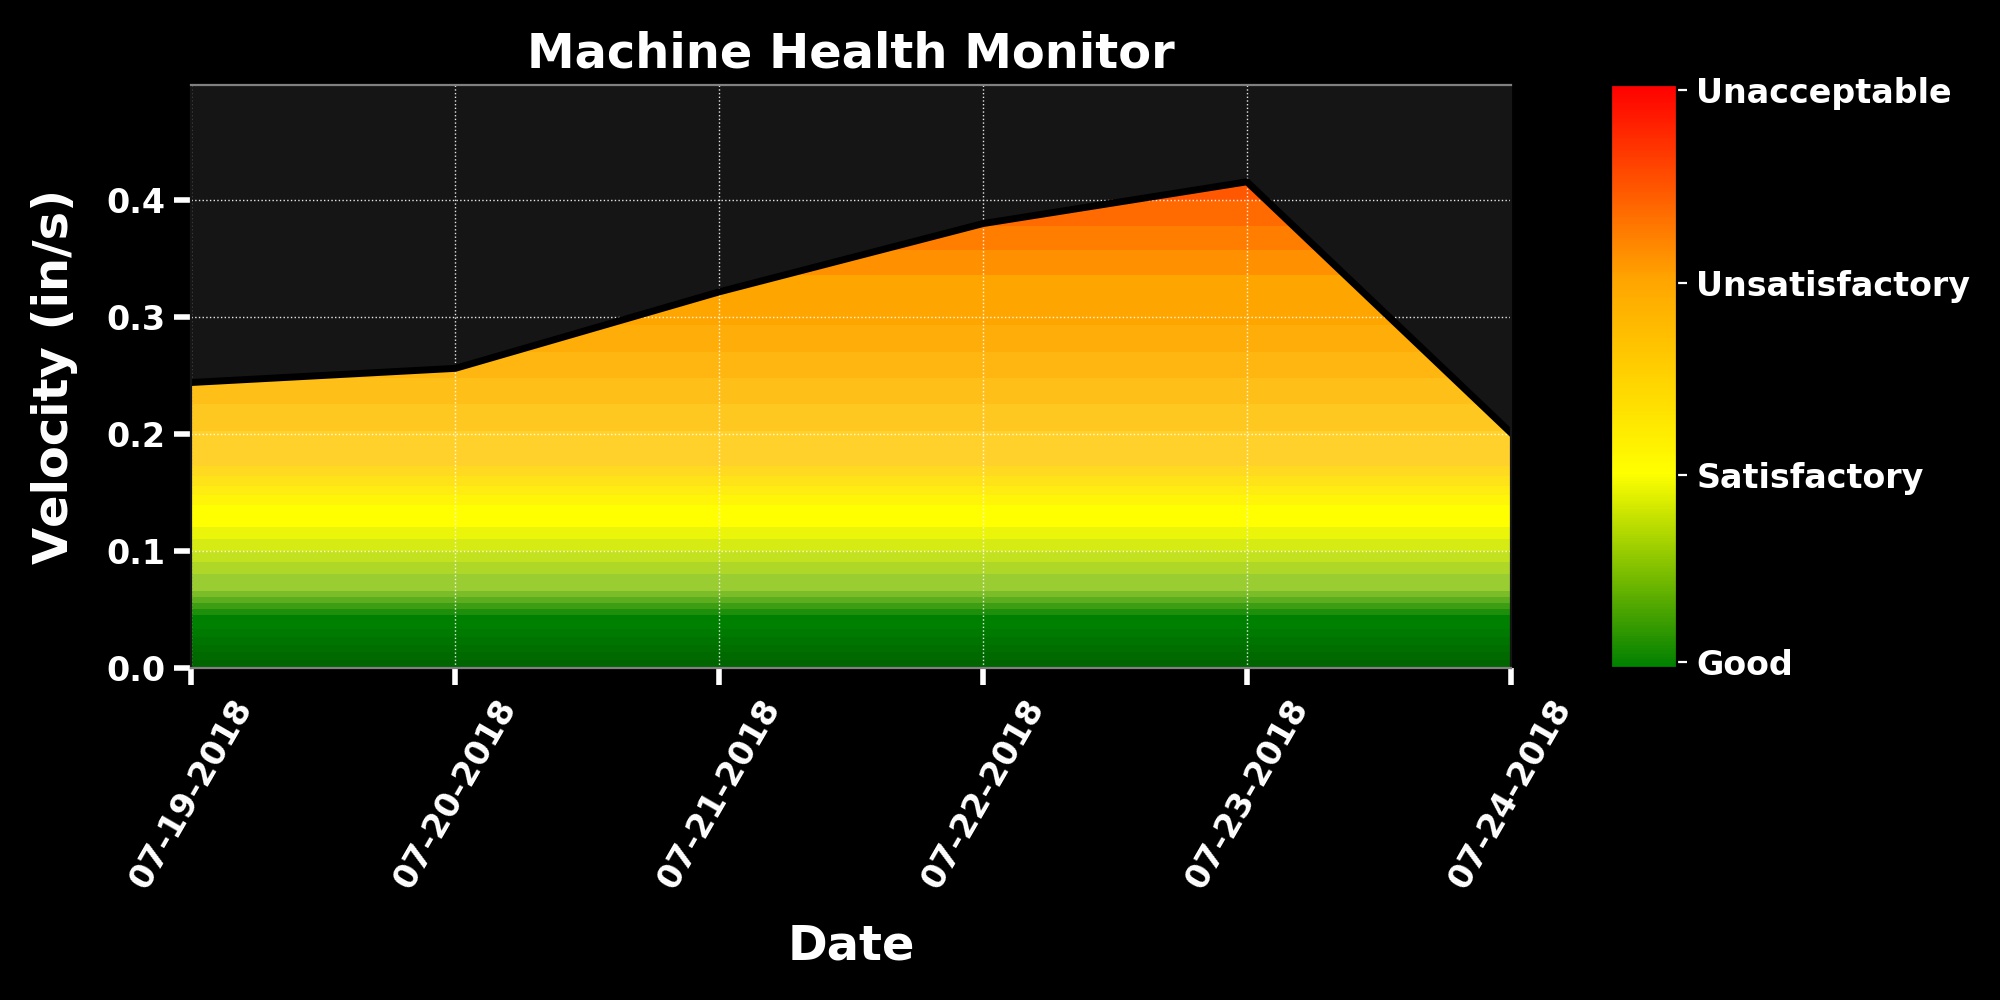 Machine Health Monitor
Velocity (in/s)
0.4
0.3
0.2
0.1
0.0
07-19-2018
07-20-2018
07-21-2018
07-22-2018
07-23-2018
07-24-2018
Date
Unacceptable
Unsatisfactory
Satisfactory
Good